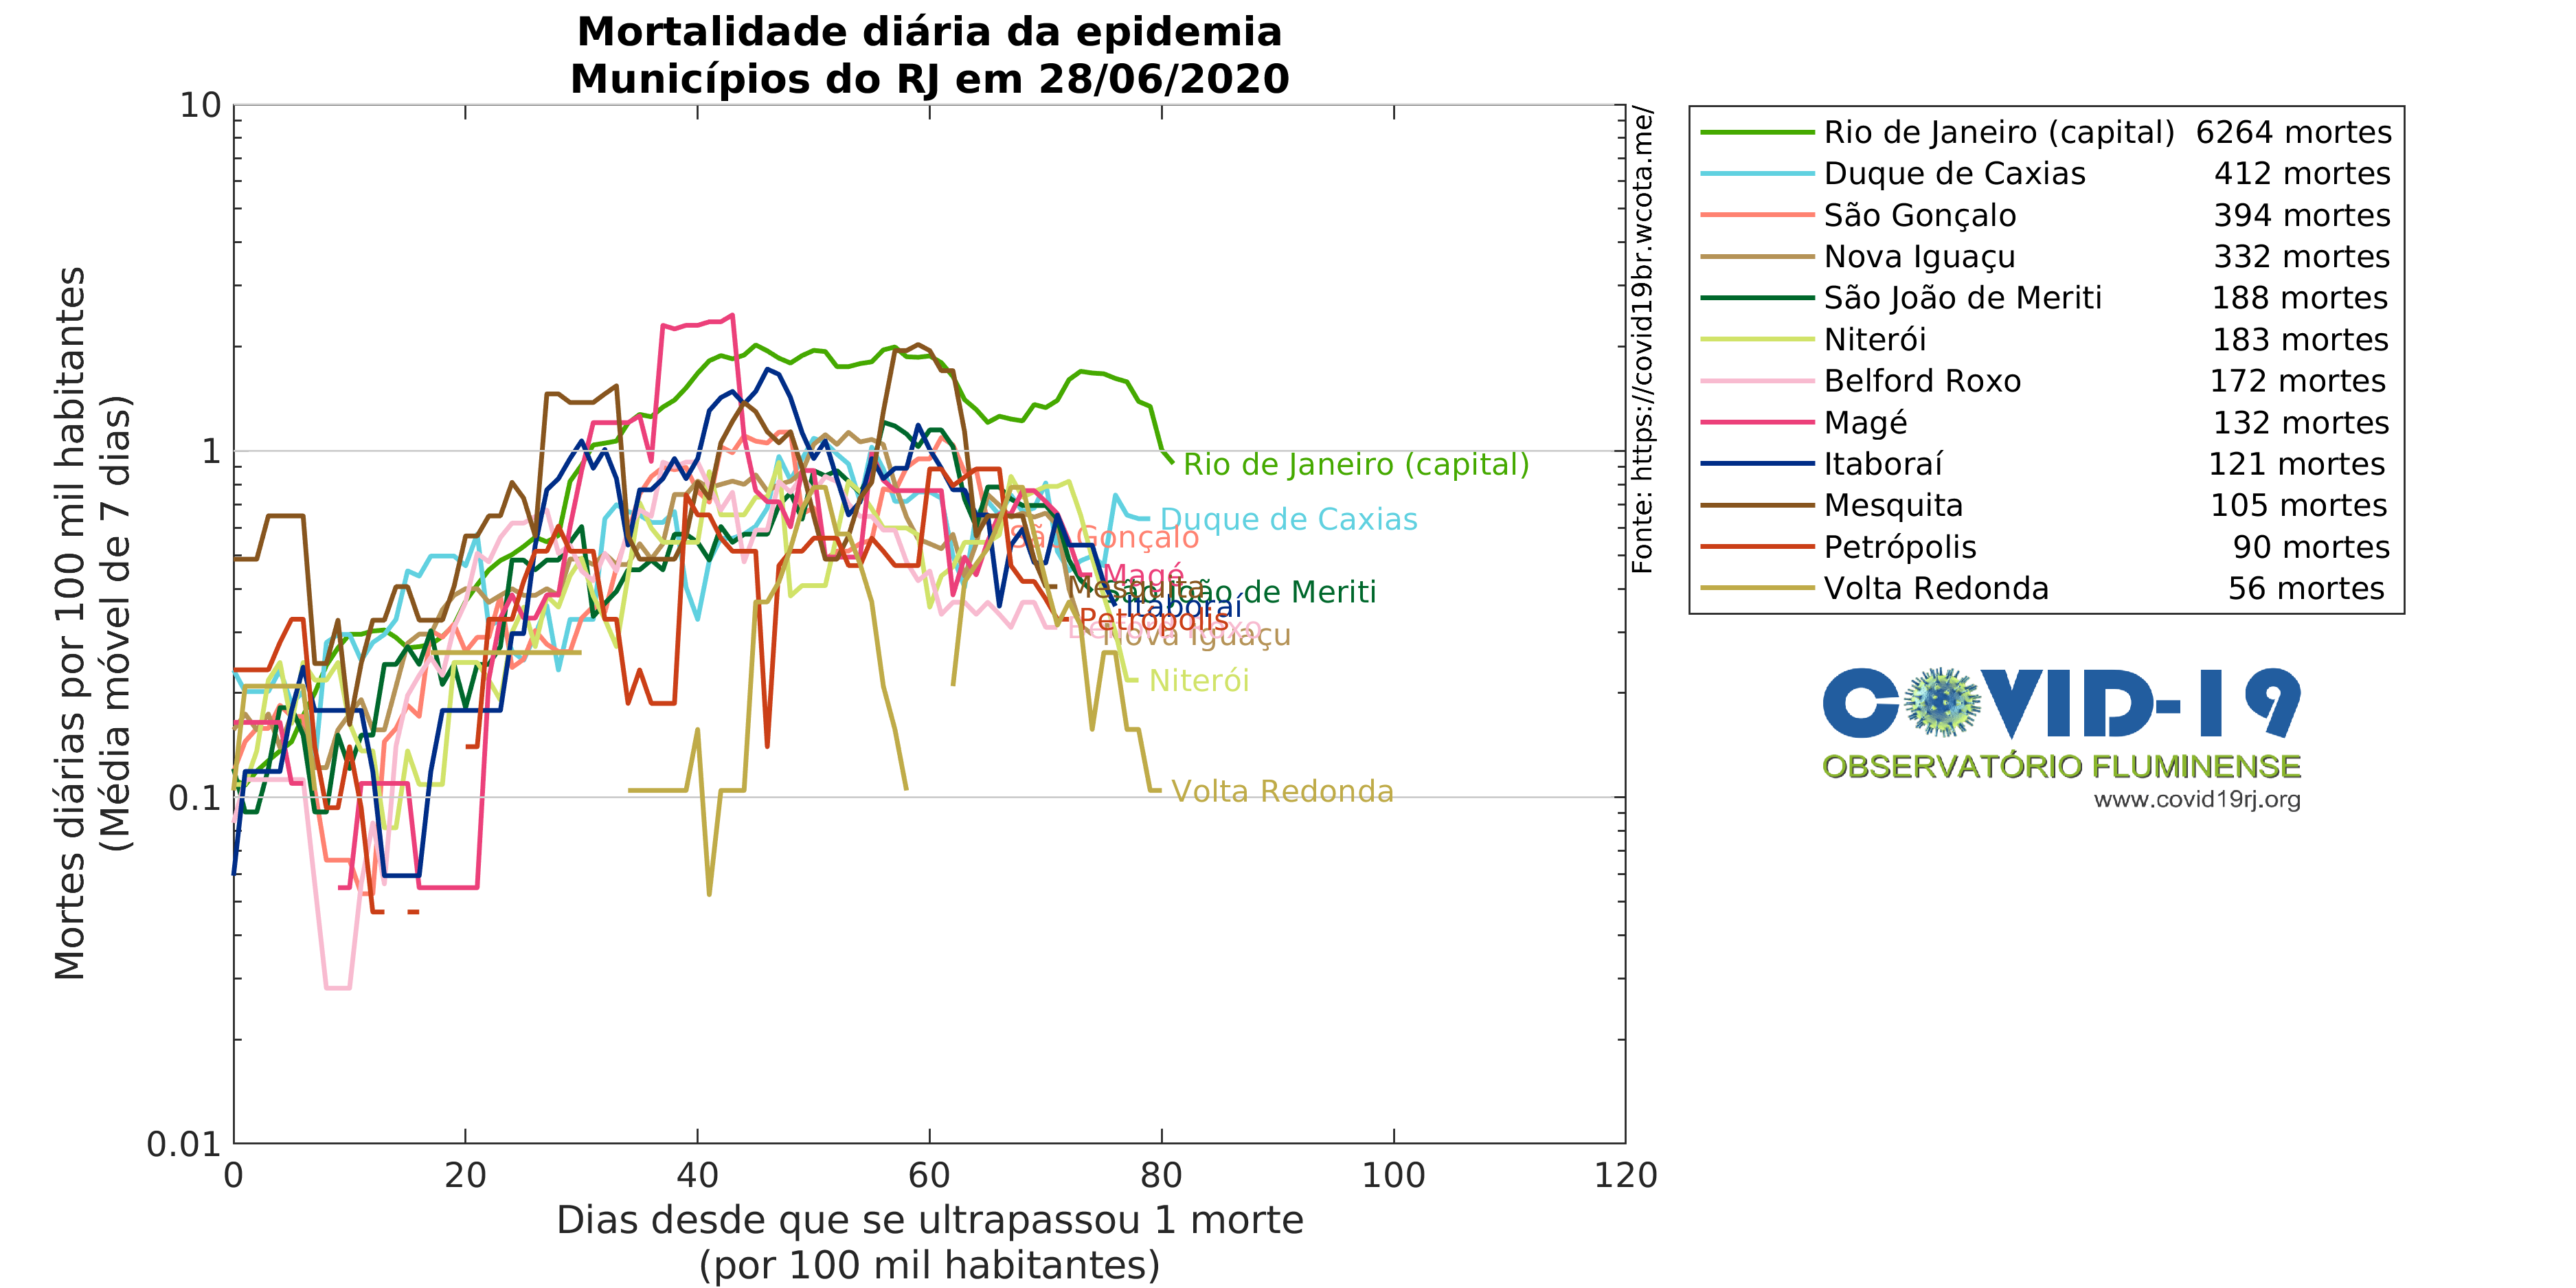 Mortalidade diária da epidemia
Municípios do RJ em 28/06/2020
Mortes diárias por 100 mil habitantes
(Média móvel de 7 dias)
10
1
0.1
0.01
0 20 40 60 80 100 120
Dias desde que se ultrapassou 1 morte
(por 100 mil habitantes)
Rio de Janeiro (capital)
Duque de Caxias
São Gonçalo
Magé
Mesquita
São João de Meriti
Itaboraí
Petrópolis
Belford Roxo
Nova Iguaçu
Niterói
Volta Redonda
Fonte: https://covid19br.wcota.me/
Rio de Janeiro (capital) 6264 mortes
Duque de Caxias 412 mortes
São Gonçalo 394 mortes
Nova Iguaçu 332 mortes
São João de Meriti 188 mortes
Niterói 183 mortes
Belford Roxo 172 mortes
Magé 132 mortes
Itaboraí 121 mortes
Mesquita 105 mortes
Petrópolis 90 mortes
Volta Redonda 56 mortes
COVID-19
OBSERVATÓRIO FLUMINENSE
www.covid19rj.org